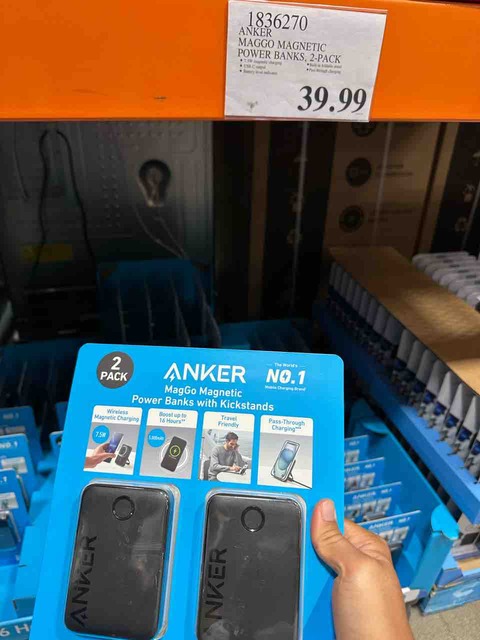 1836270
ANKER
MAGGO MAGNETIC
POWER BANKS, 2-PACK
39.99
2
PACK
ANKER
The World's
NO.1
Mobile Charging Brand
MagGo Magnetic
Power Banks with Kickstands
Wireless
Magnetic Charging
7.5W
Boost up to
16 Hours
Travel
Friendly
Pass-Through
Charging
ANKER
ANKER
ANKER